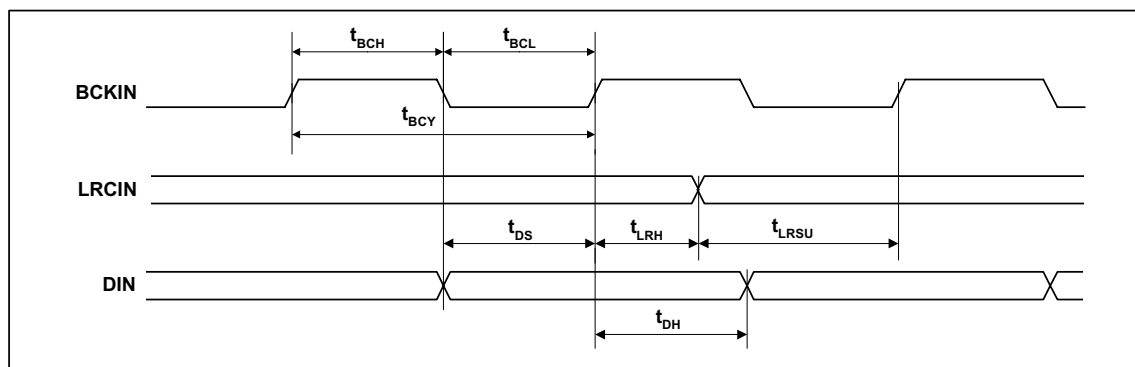 tBCH
tBCL
BCKIN
tBCY
LRCIN
tDS
tLRH
tLRSU
DIN
tDH